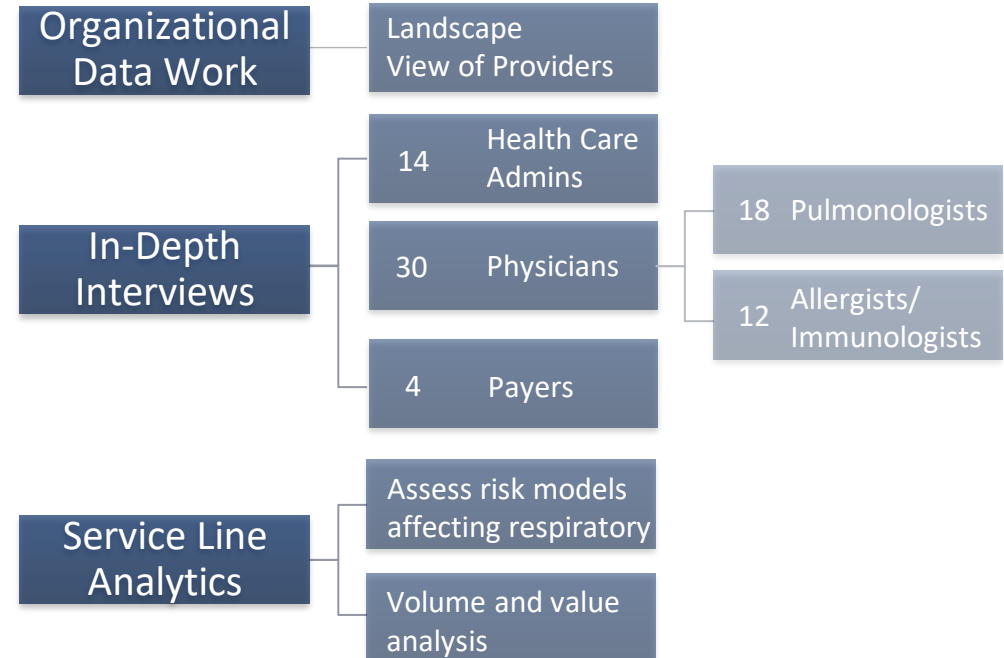 Organizational
Data Work
Landscape
View of Providers
In-Depth
Interviews
14 Health Care
Admins
30 Physicians
18 Pulmonologists
12 Allergists/
Immunologists
4 Payers
Service Line
Analytics
Assess risk models
affecting respiratory
Volume and value
analysis